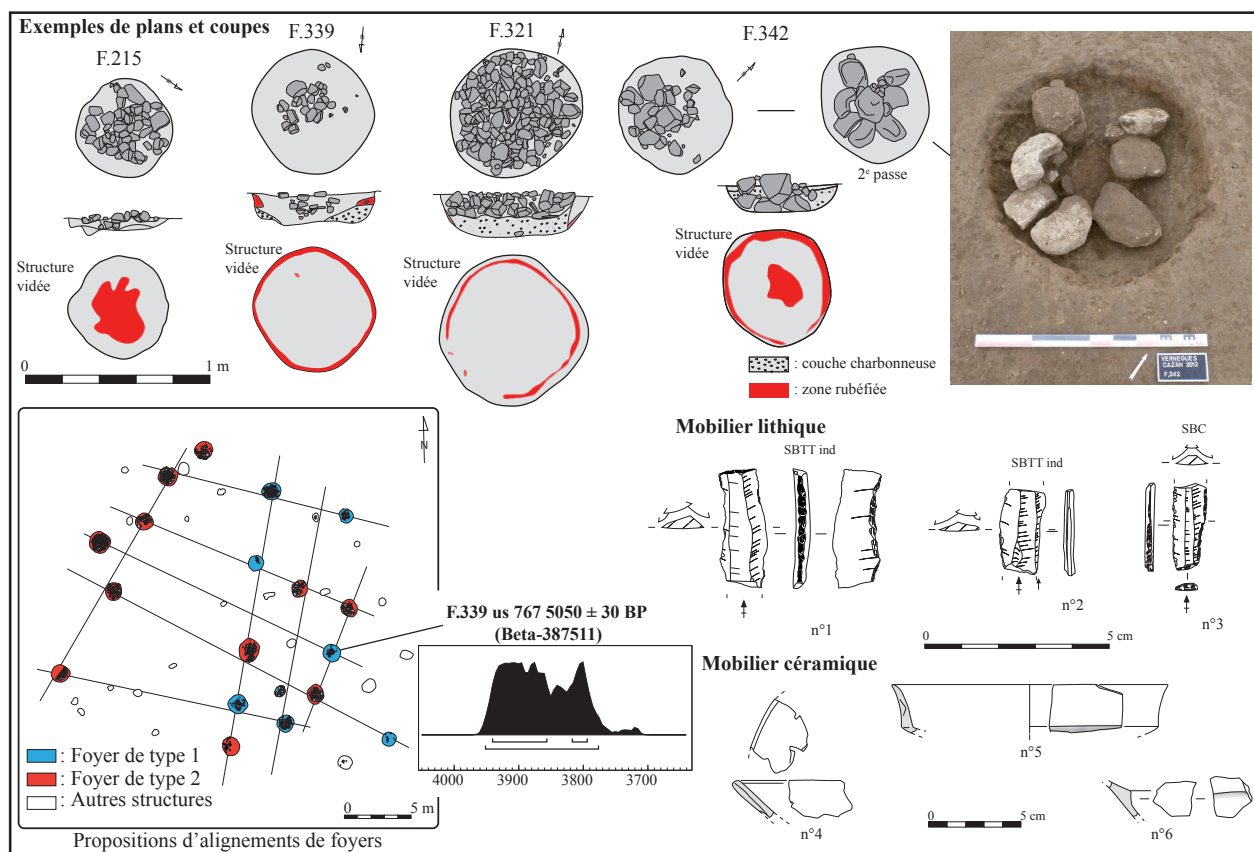 Exemples de plans et coupes
F.215
F.339
F.321
F.342
N
N
N
N
2e passe
Structure
vidée
Structure
vidée
Structure
vidée
0
1 m
: couche charbonneuse
: zone rubéfiée
VERNEGUES
CAZAN 2013
F.342
N
: Foyer de type 1
: Foyer de type 2
: Autres structures
0
5 m
Propositions d'alignements de foyers
F.339 us 767 5050 ± 30 BP
(Beta-387511)
4000
3900
3800
3700
Mobilier lithique
SBTT ind
n°1
SBTT ind
n°2
SBC
n°3
0
5 cm
Mobilier céramique
n°4
n°5
n°6
0
5 cm